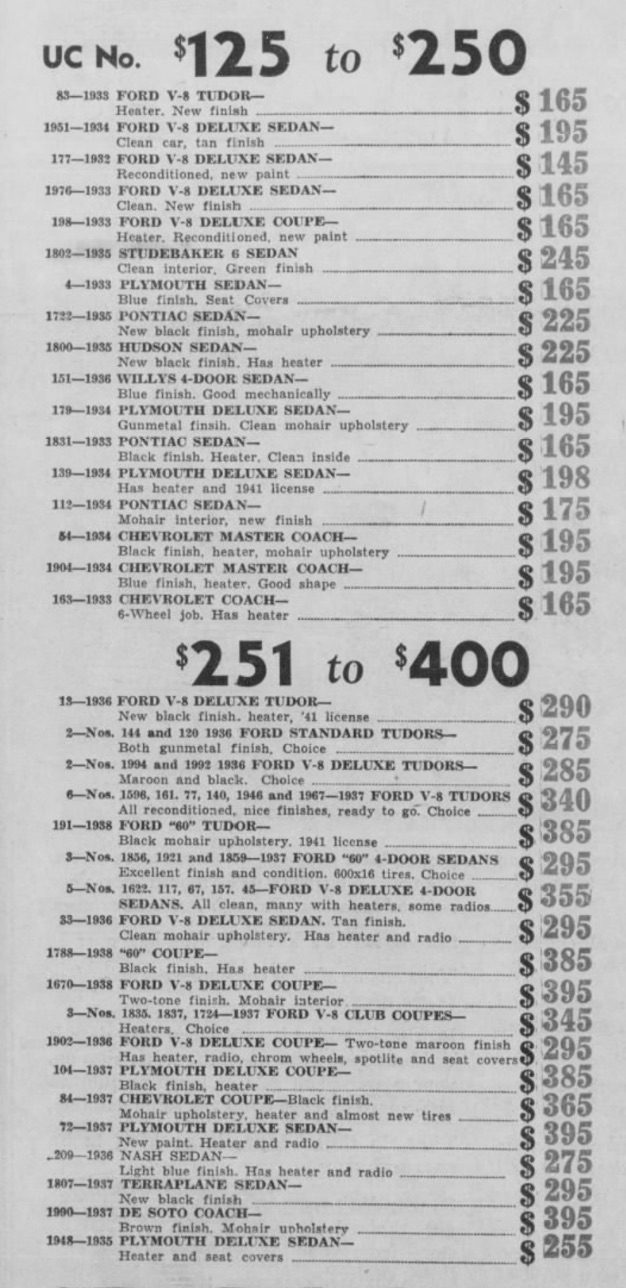 UC No. $125 to $250
83—1933 FORD V-8 TUDOR—
Heater. New finish $ 165
1951—1934 FORD V-8 DELUXE SEDAN—
Clean car, tan finish $ 195
177—1932 FORD V-8 DELUXE SEDAN—
Reconditioned, new paint $ 145
1976—1933 FORD V-8 DELUXE SEDAN—
Clean. New finish $ 165
198—1933 FORD V-8 DELUXE COUPE—
Heater. Reconditioned, new paint $ 165
1802—1935 STUDEBAKER 6 SEDAN
Clean interior, Green finish $ 245
4—1933 PLYMOUTH SEDAN—
Blue finish. Seat Covers $ 165
1722—1935 PONTIAC SEDAN—
New black finish, mohair upholstery $ 225
1800—1935 HUDSON SEDAN—
New black finish. Has heater $ 225
151—1936 WILLYS 4-DOOR SEDAN—
Blue finish. Good mechanically $ 165
179—1934 PLYMOUTH DELUXE SEDAN—
Gunmetal finsih. Clean mohair upholstery $ 195
1831—1933 PONTIAC SEDAN—
Black finish. Heater. Clean inside $ 165
139—1934 PLYMOUTH DELUXE SEDAN—
Has heater and 1941 license $ 198
112—1934 PONTIAC SEDAN—
Mohair interior, new finish $ 175
54—1934 CHEVROLET MASTER COACH—
Black finish, heater, mohair upholstery $ 195
1904—1934 CHEVROLET MASTER COACH—
Blue finish, heater. Good shape $ 195
163—1933 CHEVROLET COACH—
6-Wheel job. Has heater $ 165
$251 to $400
13—1936 FORD V-8 DELUXE TUDOR—
New black finish. heater, '41 license $ 290
2—Nos. 144 and 120 1936 FORD STANDARD TUDORS—
Both gunmetal finish, Choice $ 275
2—Nos. 1994 and 1992 1936 FORD V-8 DELUXE TUDORS—
Maroon and black. Choice $ 285
6—Nos. 1596, 161. 77, 140, 1946 and 1967—1937 FORD V-8 TUDORS
All reconditioned, nice finishes, ready to go. Choice $ 340
191—1938 FORD "60" TUDOR—
Black mohair upholstery. 1941 license $ 385
3—Nos. 1856, 1921 and 1859—1937 FORD "60" 4-DOOR SEDANS
Excellent finish and condition. 600x16 tires. Choice $ 295
5—Nos. 1622. 117, 67, 157. 45—FORD V-8 DELUXE 4-DOOR
SEDANS. All clean, many with heaters, some radios $ 355
33—1936 FORD V-8 DELUXE SEDAN. Tan finish.
Clean mohair upholstery. Has heater and radio $ 295
1788—1938 "60" COUPE—
Black finish, Has heater $ 385
1670—1938 FORD V-8 DELUXE COUPE—
Two-tone finish. Mohair interior $ 395
3—Nos. 1835. 1837, 1724—1937 FORD V-8 CLUB COUPES—
Heaters, Choice $ 345
1902—1936 FORD V-8 DELUXE COUPE— Two-tone maroon finish
Has heater, radio, chrom wheels, spotlite and seat covers $ 295
104—1937 PLYMOUTH DELUXE COUPE—
Black finish, heater $ 385
84—1937 CHEVROLET COUPE—Black finish.
Mohair upholstery, heater and almost new tires $ 365
72—1937 PLYMOUTH DELUXE SEDAN—
New paint. Heater and radio $ 395
209—1936 NASH SEDAN—
Light blue finish. Has heater and radio $ 275
1807—1937 TERRAPLANE SEDAN—
New black finish $ 295
1990—1937 DE SOTO COACH—
Brown finish. Mohair upholstery $ 395
1948—1935 PLYMOUTH DELUXE SEDAN—
Heater and seat covers $ 255